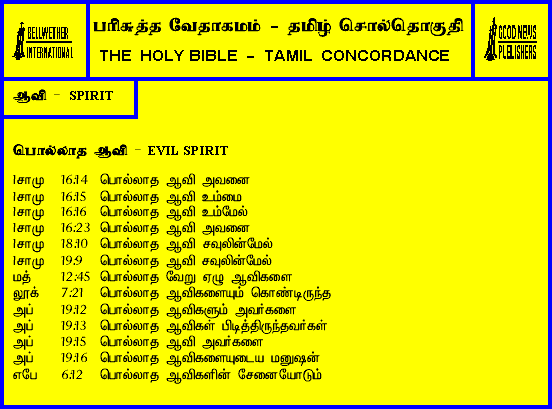 BELLWETHER
INTERNATIONAL
பரிசுத்த வேதாகமம் - தமிழ் சொல்தொகுதி
THE HOLY BIBLE - TAMIL CONCORDANCE
GOOD NEWS
PUBLISHERS
ஆவி - SPIRIT
பொல்லாத ஆவி - EVIL SPIRIT
1சாமு 16:14 பொல்லாத ஆவி அவனை
1சாமு 16:15 பொல்லாத ஆவி உம்மை
1சாமு 16:16 பொல்லாத ஆவி உம்மேல்
1சாமு 16:23 பொல்லாத ஆவி அவனை
1சாமு 18:10 பொல்லாத ஆவி சவுலின்மேல்
1சாமு 19:9 பொல்லாத ஆவி சவுலின்மேல்
மத் 12:45 பொல்லாத வேறு ஏழு ஆவிகளை
லூக் 7:21 பொல்லாத ஆவிகளையும் கொண்டிருந்த
அப் 19:12 பொல்லாத ஆவிகளும் அவர்களை
அப் 19:13 பொல்லாத ஆவிகள் பிடித்திருந்தவர்கள்
அப் 19:15 பொல்லாத ஆவி அவர்களை
அப் 19:16 பொல்லாத ஆவிகளையுடைய மனுஷன்
எபே 6:12 பொல்லாத ஆவிகளின் சேனையோடும்